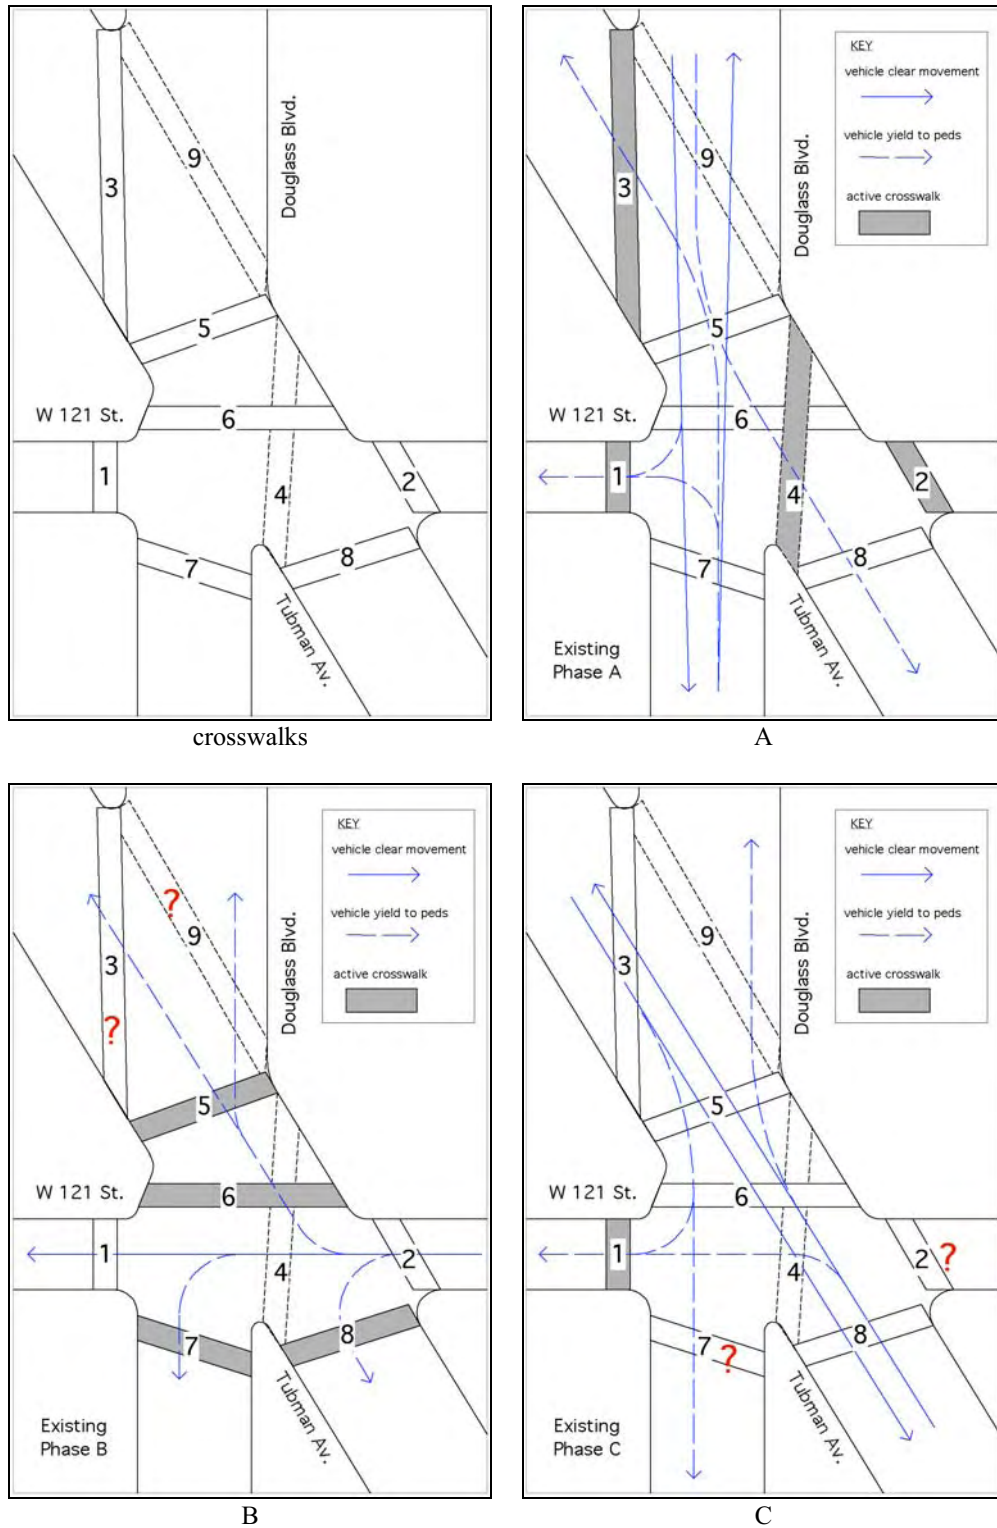 9
3
Douglass Blvd.
5
W 121 St.
6
1
2
4
7
8
Tubman Av.
crosswalks
KEY
vehicle clear movement
vehicle yield to peds
active crosswalk
9
3
Douglass Blvd.
5
W 121 St.
6
1
2
4
7
8
Tubman Av.
Existing
Phase A
A
KEY
vehicle clear movement
vehicle yield to peds
active crosswalk
?
9
3
Douglass Blvd.
?
5
W 121 St.
6
1
2
4
7
8
Tubman Av.
Existing
Phase B
B
KEY
vehicle clear movement
vehicle yield to peds
active crosswalk
9
3
Douglass Blvd.
5
W 121 St.
6
1
2 ?
4
7 ?
8
Tubman Av.
Existing
Phase C
C